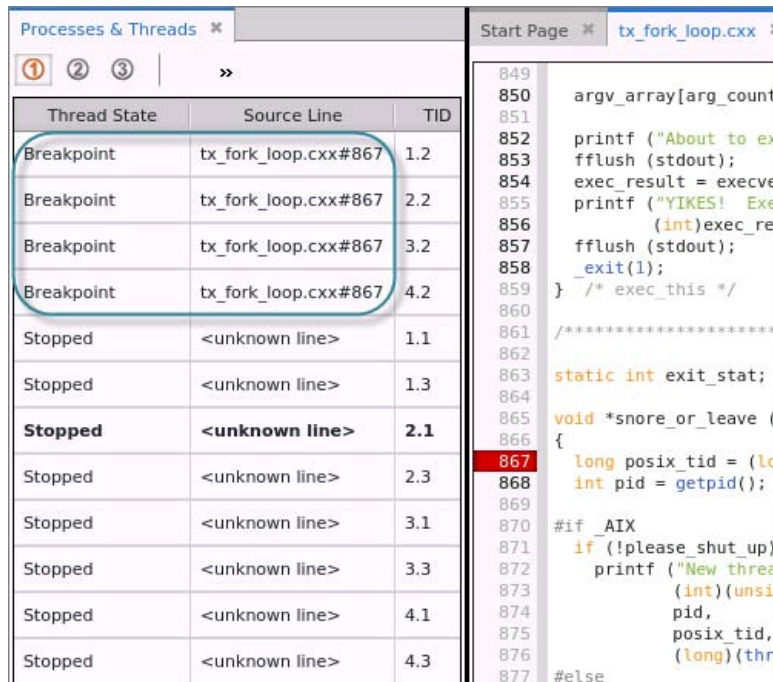 Processes & Threads ×
① ② ③ »
Thread State Source Line TID
Breakpoint tx_fork_loop.cxx#867 1.2
Breakpoint tx_fork_loop.cxx#867 2.2
Breakpoint tx_fork_loop.cxx#867 3.2
Breakpoint tx_fork_loop.cxx#867 4.2
Stopped <unknown line> 1.1
Stopped <unknown line> 1.3
Stopped <unknown line> 2.1
Stopped <unknown line> 2.3
Stopped <unknown line> 3.1
Stopped <unknown line> 3.3
Stopped <unknown line> 4.1
Stopped <unknown line> 4.3
Start Page × tx_fork_loop.cxx
849
850 argv_array[arg_count
851
852 printf ("About to ex
853 fflush (stdout);
854 exec_result = execve
855 printf ("YIKES! Exe
856 (int)exec_re
857 fflush (stdout);
858 _exit(1);
859 } /* exec_this */
860
861 /***********************
862
863 static int exit_stat;
864
865 void *snore_or_leave (
866 {
867 long posix_tid = (lo
868 int pid = getpid();
869
870 #if _AIX
871 if (!please_shut_up)
872 printf ("New threa
873 (int)(unsi
874 pid,
875 posix_tid,
876 (long)(thr
877 #else